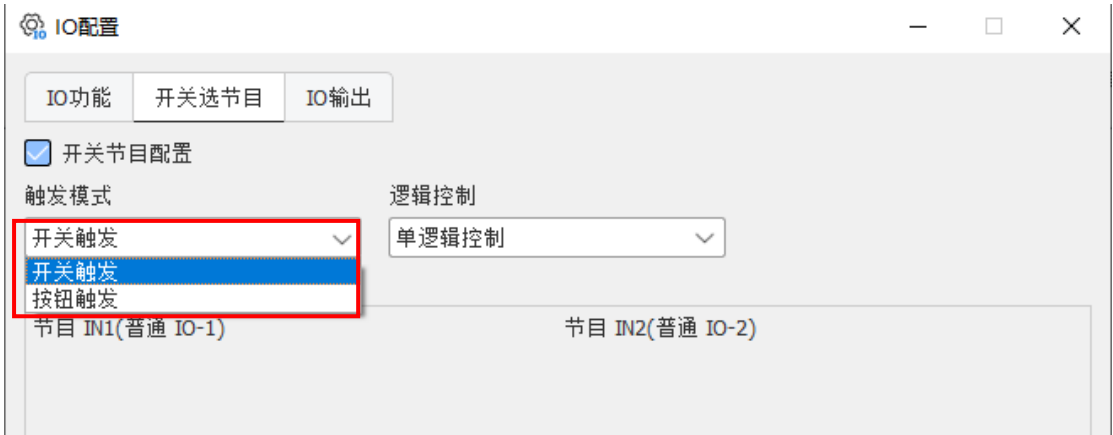 IO配置
IO功能 开关选节目 IO输出
开关节目配置
触发模式 逻辑控制
开关触发 单逻辑控制
开关触发
按钮触发
节目 IN1(普通 IO-1) 节目 IN2(普通 IO-2)